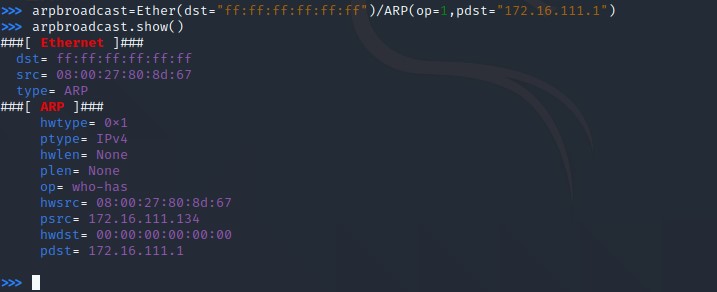 >>> arpbroadcast=Ether(dst="ff:ff:ff:ff:ff:ff")/ARP(op=1,pdst="172.16.111.1")
>>> arpbroadcast.show()
###[ Ethernet ]###
  dst= ff:ff:ff:ff:ff:ff
  src= 08:00:27:80:8d:67
  type= ARP
###[ ARP ]###
     hwtype= 0×1
     ptype= IPv4
     hwlen= None
     plen= None
     op= who-has
     hwsrc= 08:00:27:80:8d:67
     psrc= 172.16.111.134
     hwdst= 00:00:00:00:00:00
     pdst= 172.16.111.1
>>>